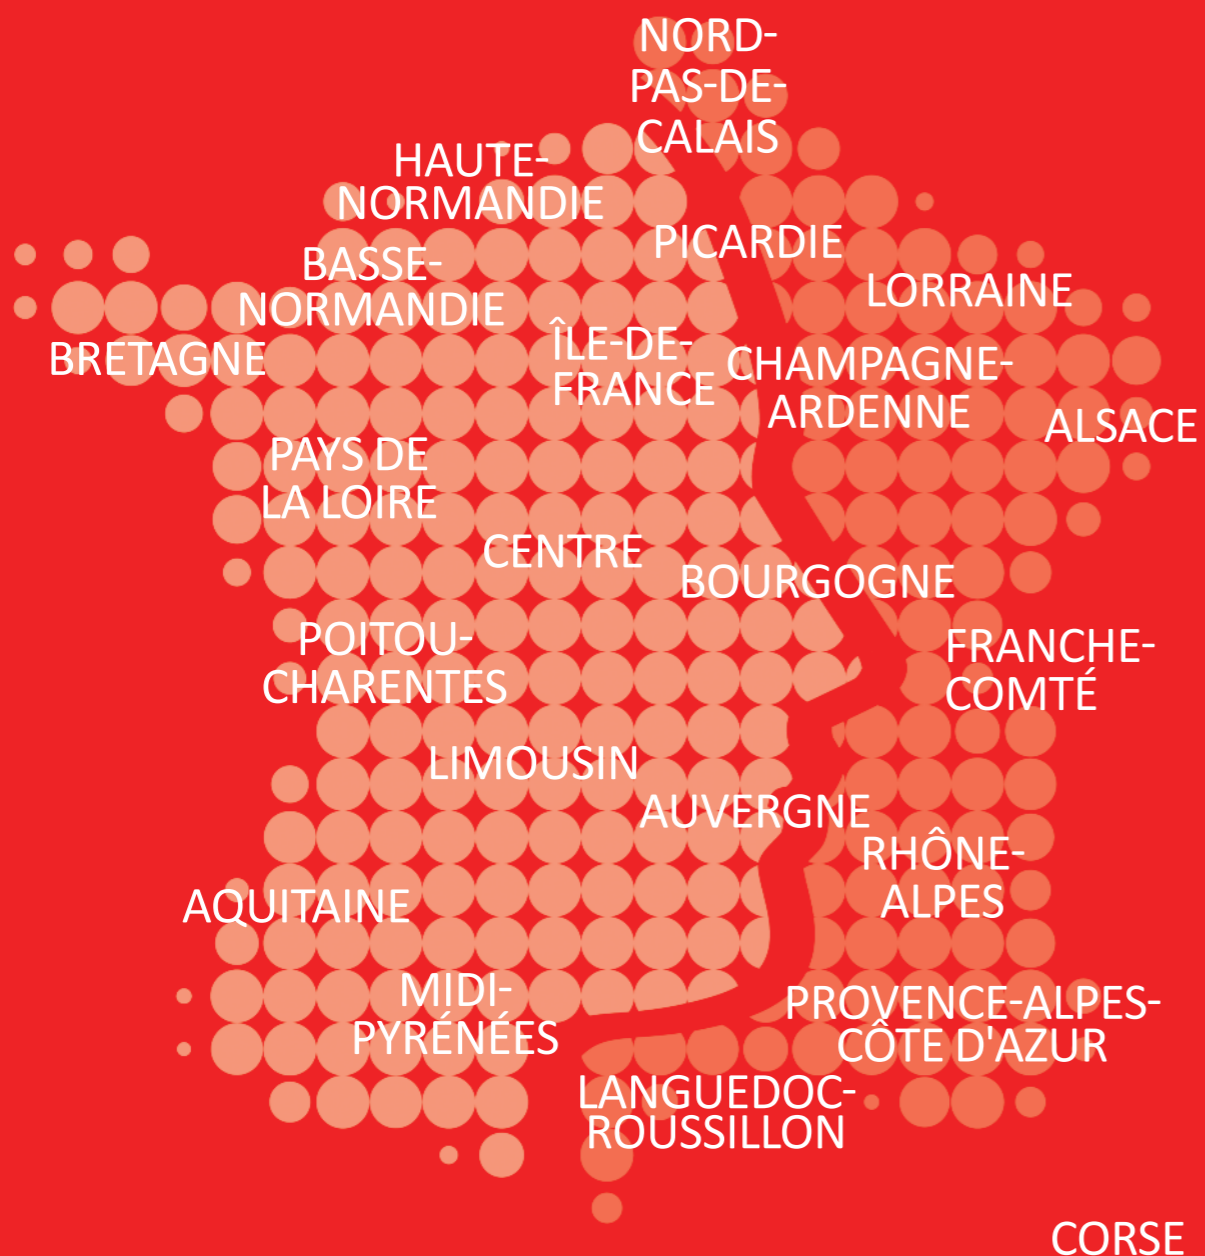 NORD-
PAS-DE-
CALAIS
HAUTE-
NORMANDIE
PICARDIE
BASSE-
NORMANDIE
LORRAINE
BRETAGNE
ÎLE-DE-
FRANCE
CHAMPAGNE-
ARDENNE
ALSACE
PAYS DE
LA LOIRE
CENTRE
BOURGOGNE
POITOU-
CHARENTES
FRANCHE-
COMTÉ
LIMOUSIN
AUVERGNE
RHÔNE-
ALPES
AQUITAINE
MIDI-
PYRÉNÉES
PROVENCE-ALPES-
CÔTE D'AZUR
LANGUEDOC-
ROUSSILLON
CORSE